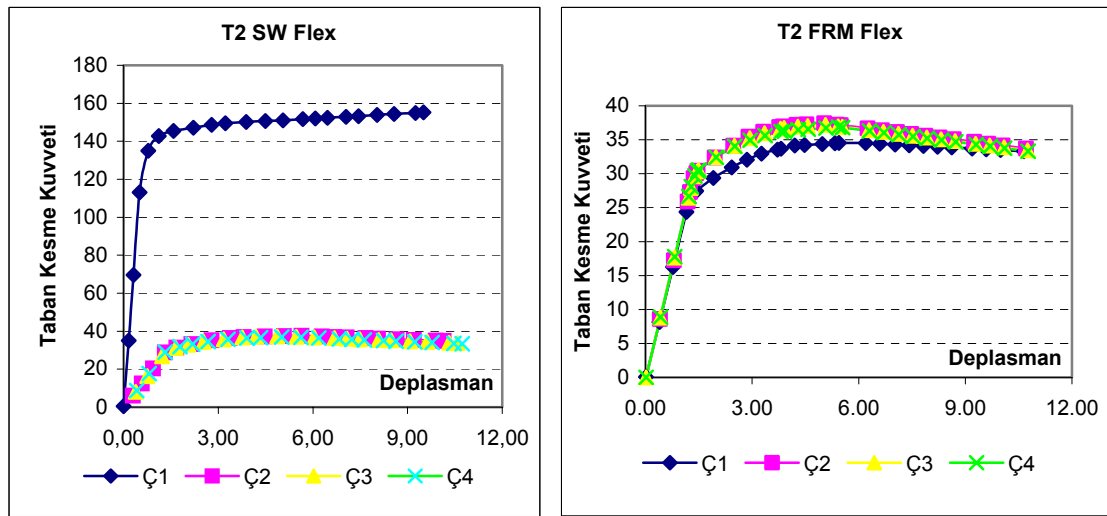 T2 SW Flex
Taban Kesme Kuvveti
180
160
140
120
100
80
60
40
20
0
Deplasman
0,00 3,00 6,00 9,00 12,00
Ç1 Ç2 Ç3 Ç4
T2 FRM Flex
Taban Kesme Kuvveti
40
35
30
25
20
15
10
5
0
Deplasman
0.00 3.00 6.00 9.00 12.00
Ç1 Ç2 Ç3 Ç4